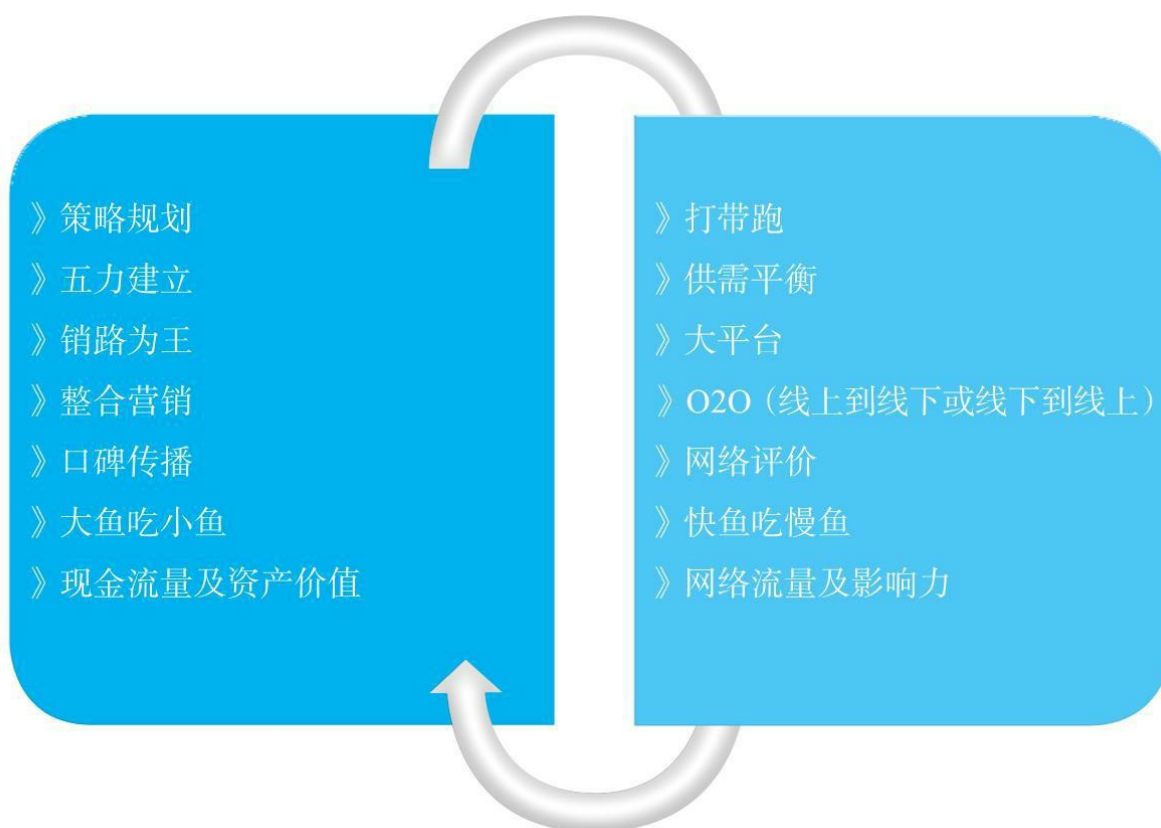 》策略规划
》五力建立
》销路为王
》整合营销
》口碑传播
》大鱼吃小鱼
》现金流量及资产价值
》打带跑
》供需平衡
》大平台
》O2O（线上到线下或线下到线上）
》网络评价
》快鱼吃慢鱼
》网络流量及影响力